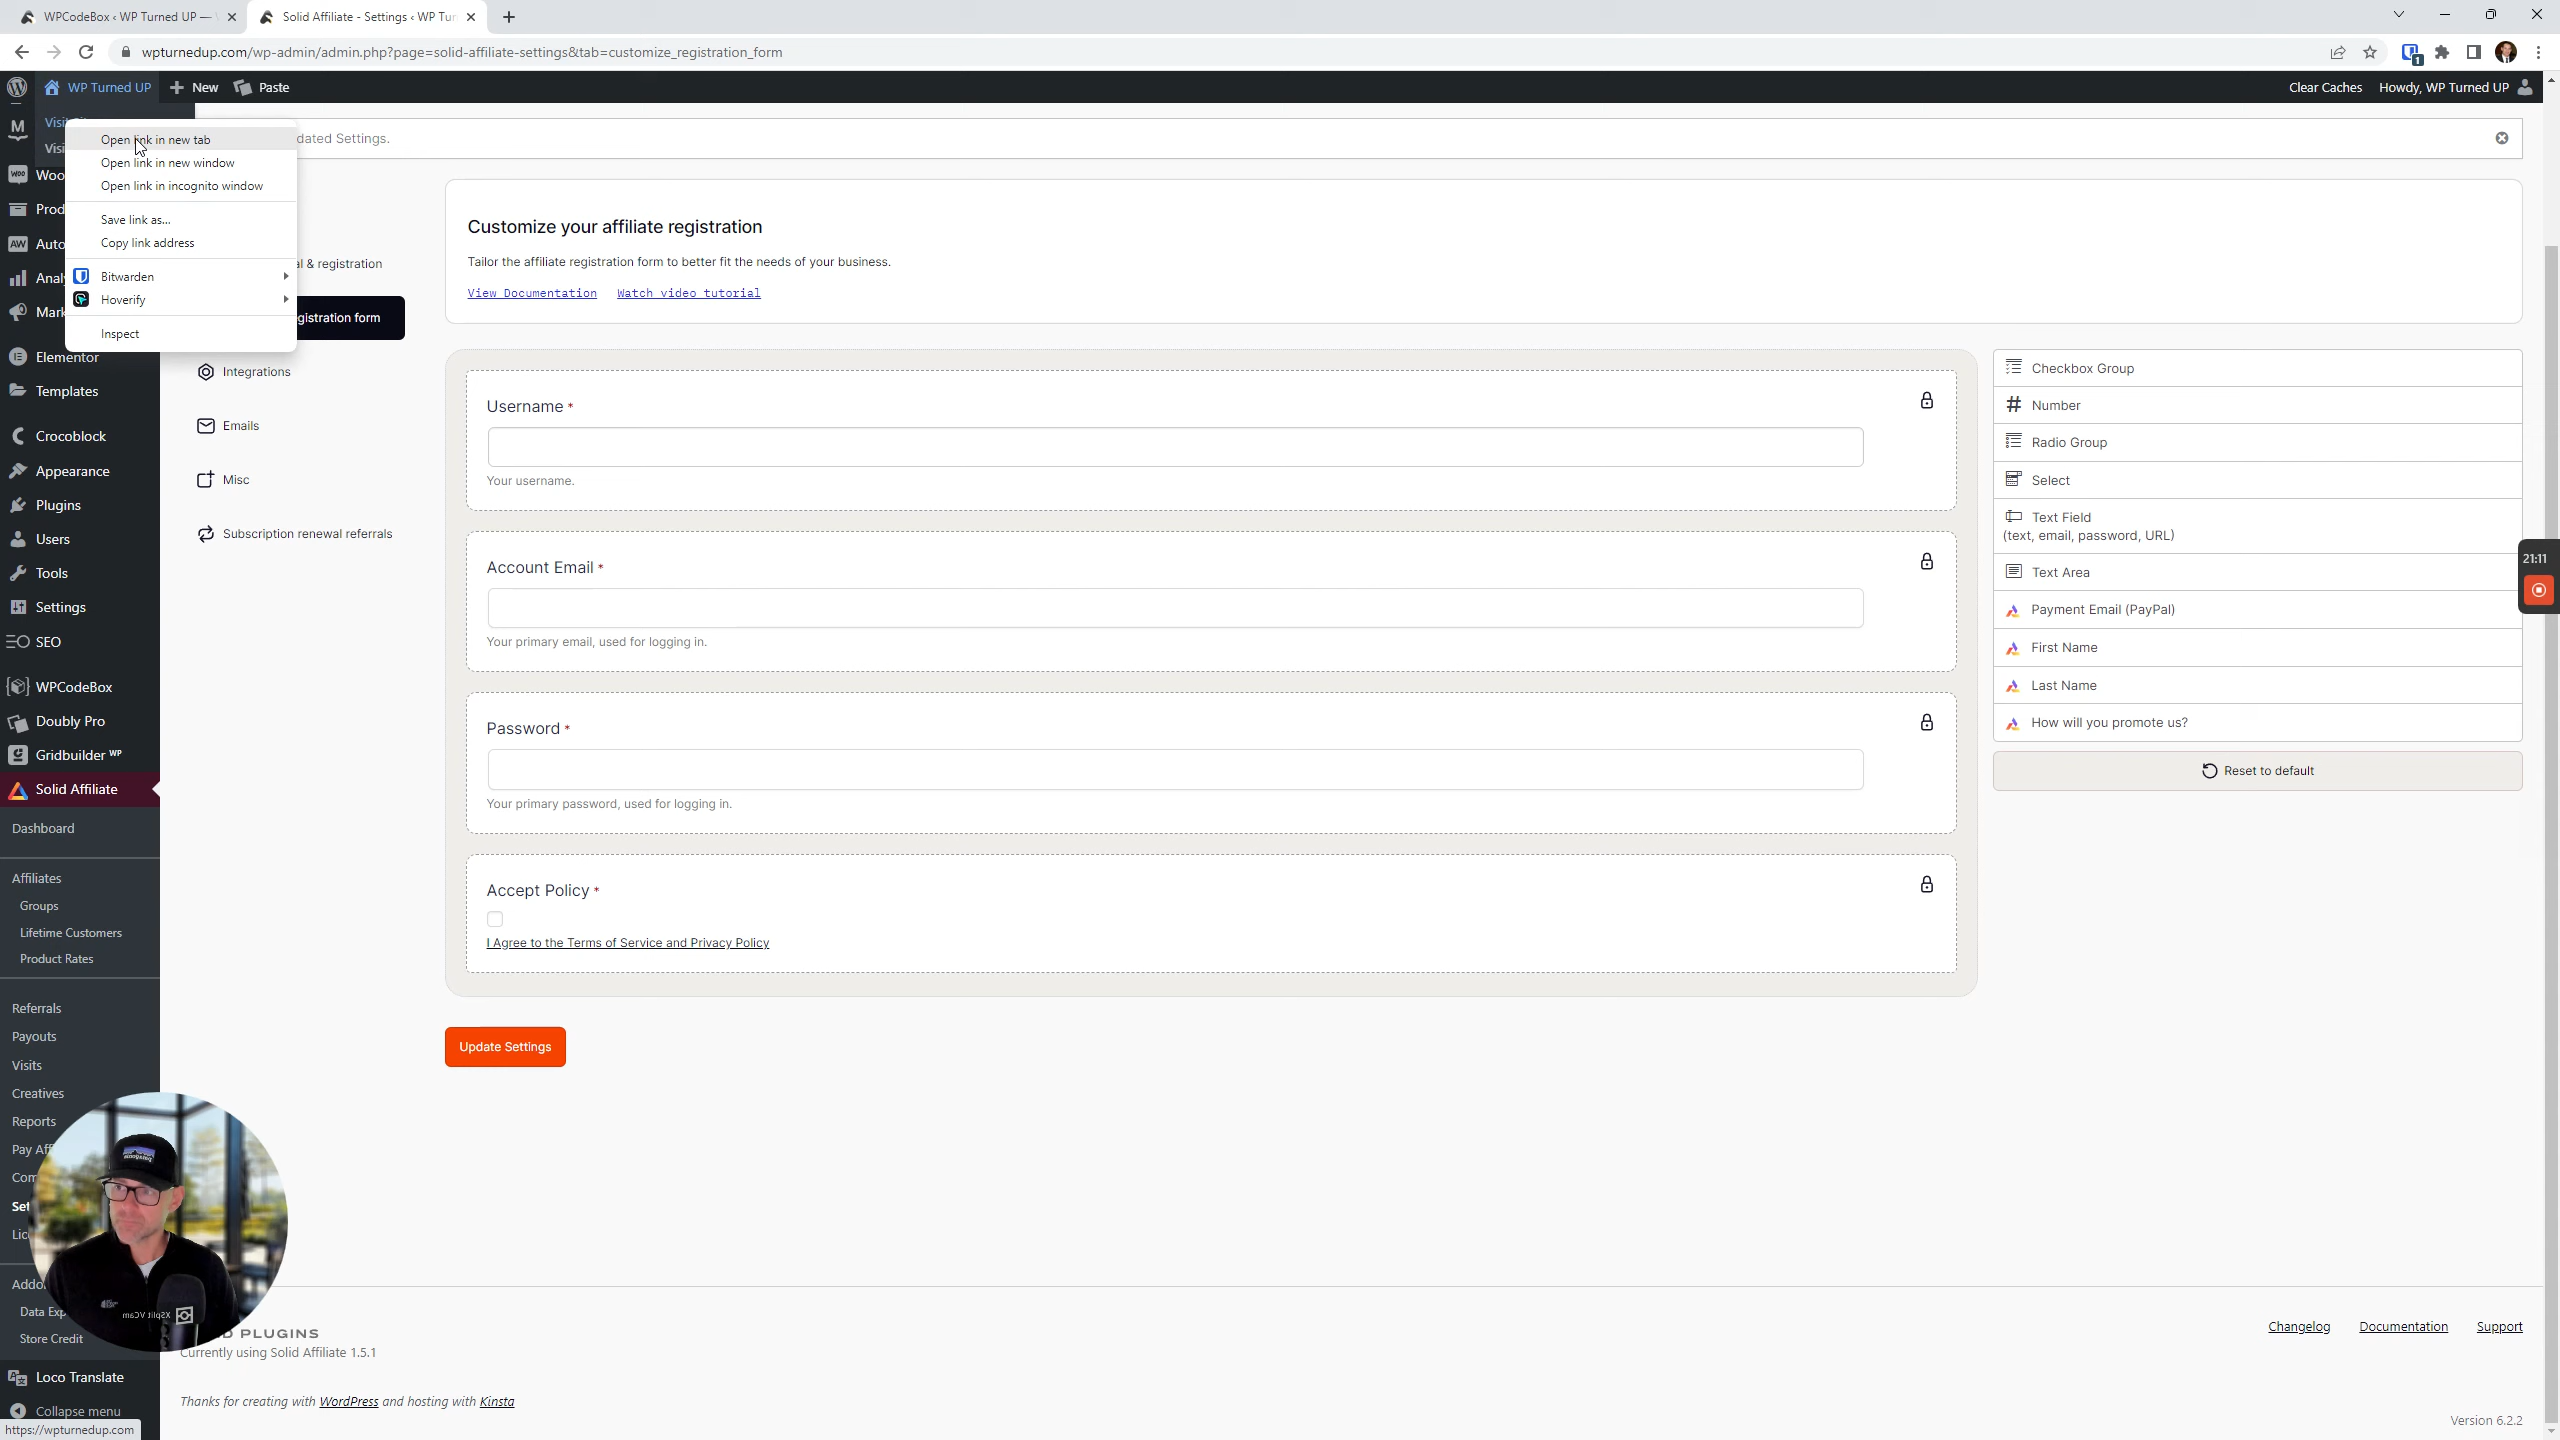 WPCodeBox ‹ WP Turned UP —
Solid Affiliate - Settings ‹ WP Tur
wpturnedup.com/wp-admin/admin.php?page=solid-affiliate-settings&tab=customize_registration_form
1
WP Turned UP
New
Paste
Clear Caches
Howdy, WP Turned UP
Open link in new tab
Open link in new window
Open link in incognito window
Save link as...
Copy link address
Bitwarden
Hoverify
Inspect
dated Settings.
Customize your affiliate registration
Tailor the affiliate registration form to better fit the needs of your business.
View Documentation
Watch video tutorial
& registration
gistration form
Integrations
Emails
Misc
Subscription renewal referrals
Username *
Your username.
Account Email *
Your primary email, used for logging in.
Password *
Your primary password, used for logging in.
Accept Policy *
I Agree to the Terms of Service and Privacy Policy
Update Settings
Checkbox Group
Number
Radio Group
Select
Text Field
(text, email, password, URL)
Text Area
Payment Email (PayPal)
First Name
Last Name
How will you promote us?
Reset to default
21:11
Woo
Prod
Auto
Analy
Mark
Elementor
Templates
Crocoblock
Appearance
Plugins
Users
Tools
Settings
SEO
WPCodeBox
Doubly Pro
Gridbuilder WP
Solid Affiliate
Dashboard
Affiliates
Groups
Lifetime Customers
Product Rates
Referrals
Payouts
Visits
Creatives
Reports
Pay Aff
Com
Set
Lic
Addo
Data Exp
Store Credit
Loco Translate
Collapse menu
https://wpturnedup.com
XSplit VCam
D PLUGINS
Currently using Solid Affiliate 1.5.1
Thanks for creating with WordPress and hosting with Kinsta
Changelog
Documentation
Support
Version 6.2.2